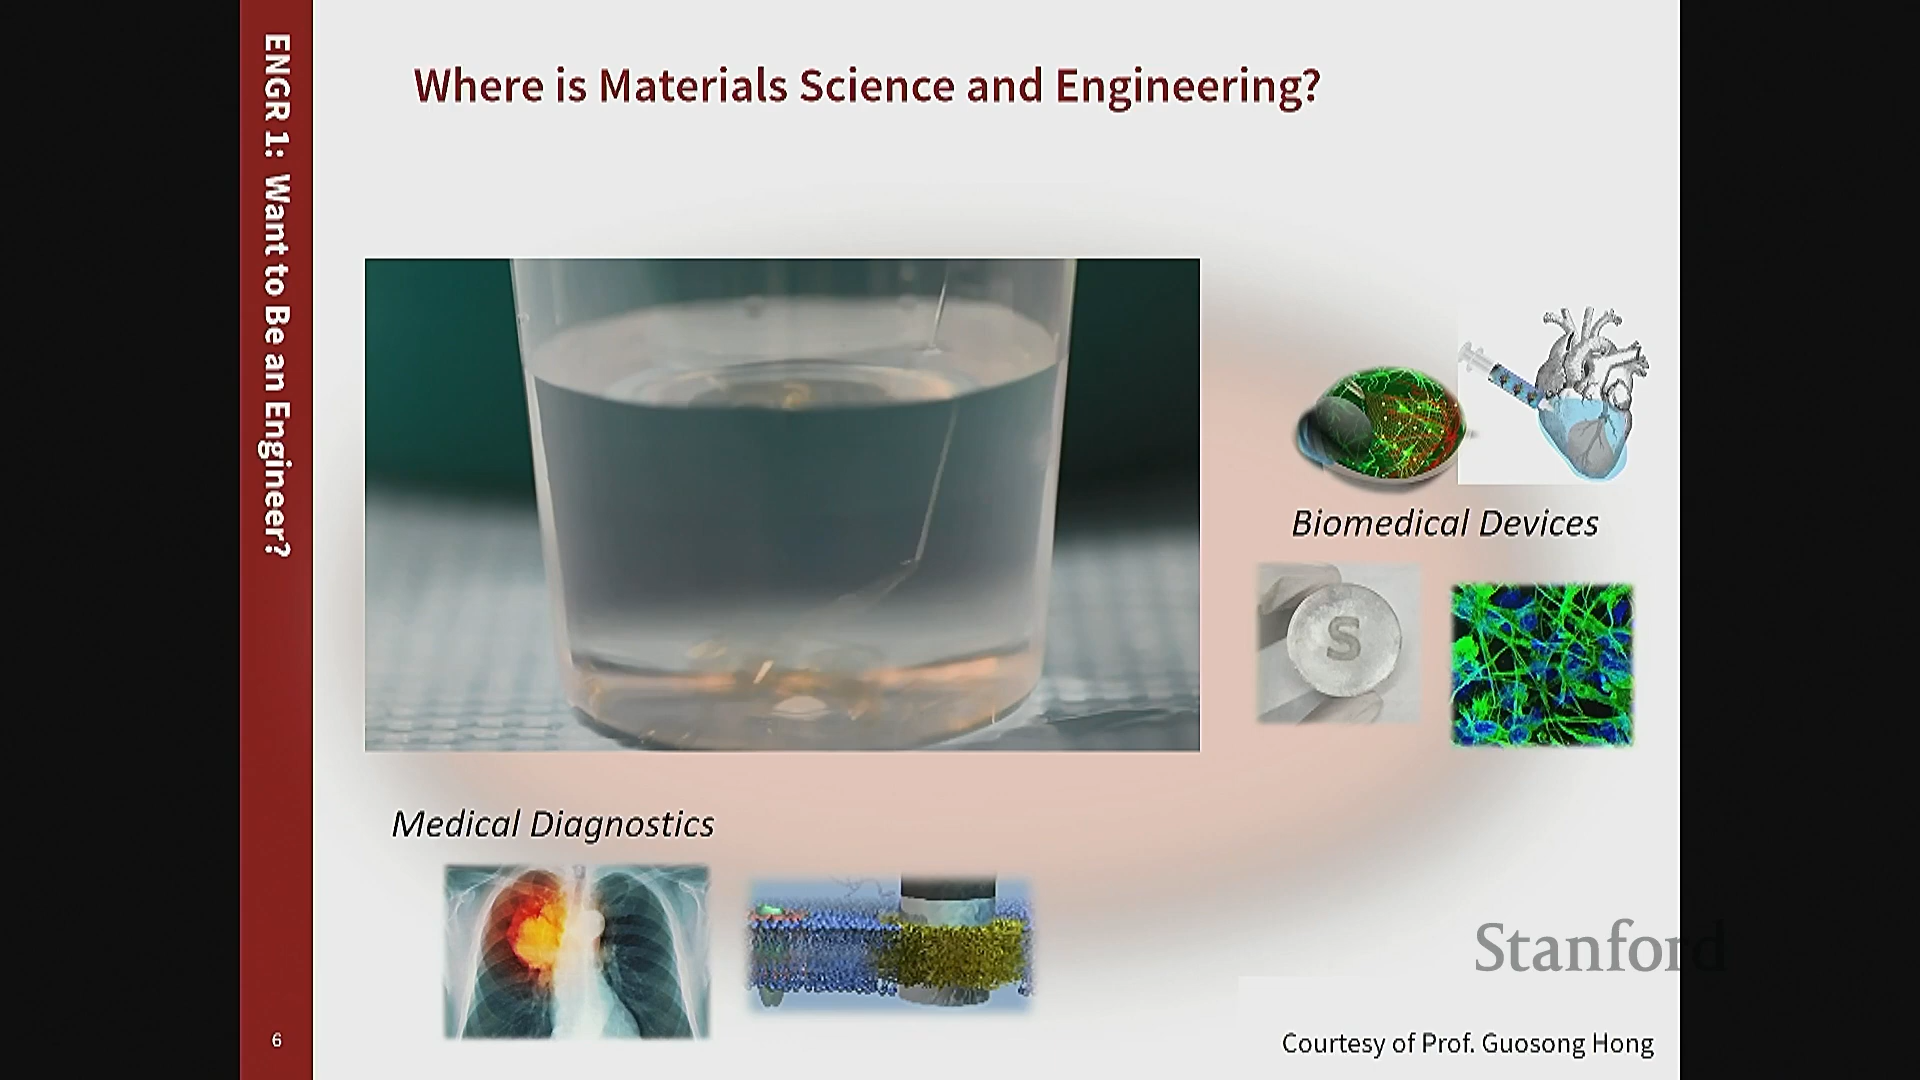 ENGR 1: Want to Be an Engineer?
Where is Materials Science and Engineering?
Biomedical Devices
S
Medical Diagnostics
Stanford
6
Courtesy of Prof. Guosong Hong